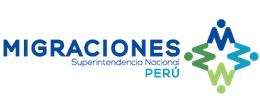 MIGRACIONES
Superintendencia Nacional
PERÚ